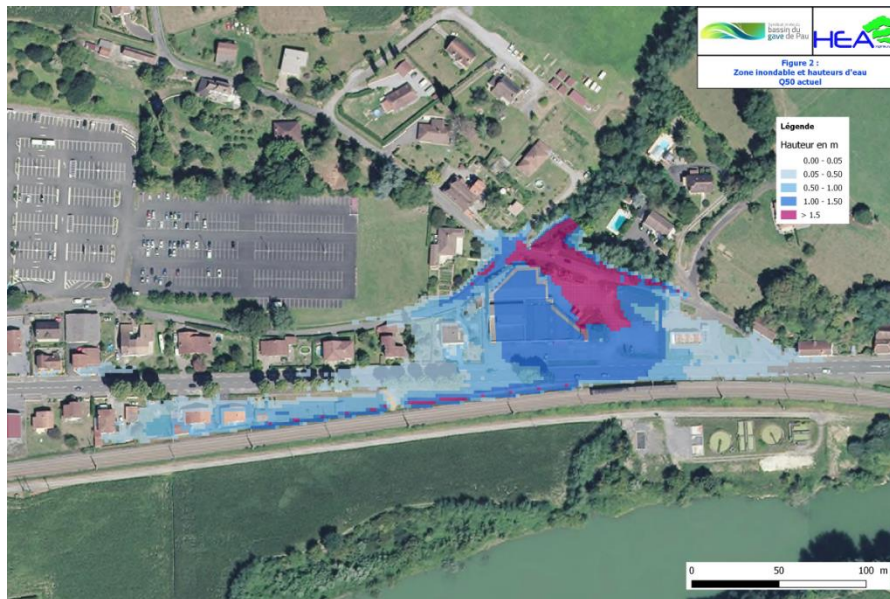 bassin du
gave de Pau
HEA
Figure 2 :
Zone inondable et hauteurs d'eau
Q50 actuel
Légende
Hauteur en m
0.00 - 0.05
0.05 - 0.50
0.50 - 1.00
1.00 - 1.50
> 1.5
0 50 100 m